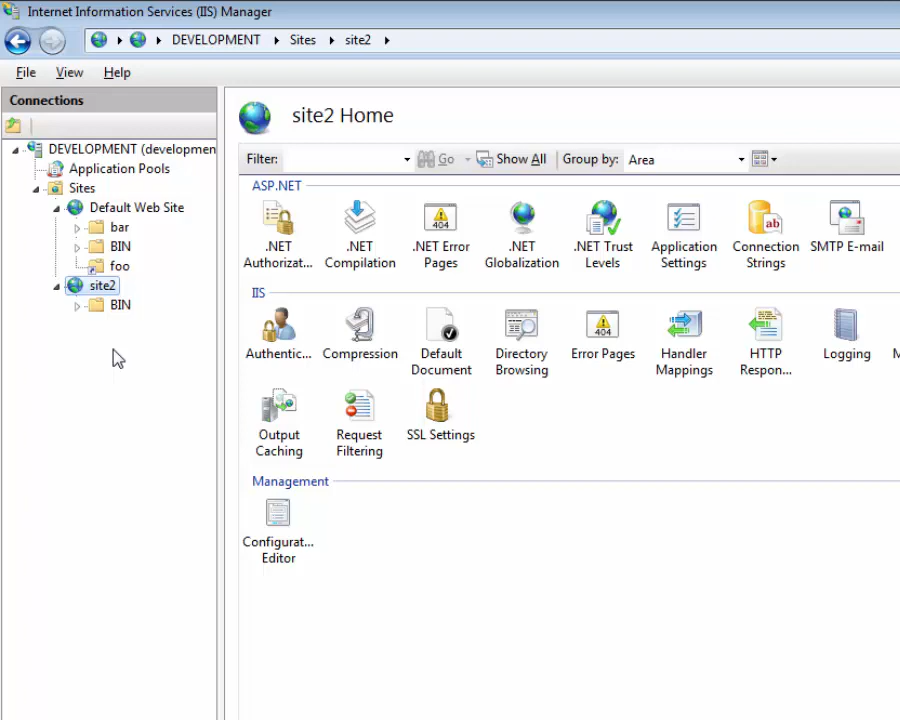 Internet Information Services (IIS) Manager
DEVELOPMENT Sites site2
File View Help
Connections
DEVELOPMENT (developmen
Application Pools
Sites
Default Web Site
bar
BIN
foo
site2
BIN
site2 Home
Filter: Go Show All Group by: Area
ASP.NET
.NET Authorizat...
.NET Compilation
404
.NET Error Pages
.NET Globalization
.NET Trust Levels
Application Settings
ab
Connection Strings
SMTP E-mail
IIS
Authentic...
Compression
Default Document
Directory Browsing
404
Error Pages
Handler Mappings
HTTP Respon...
Logging
M
Output Caching
Request Filtering
SSL Settings
Management
Configurat... Editor